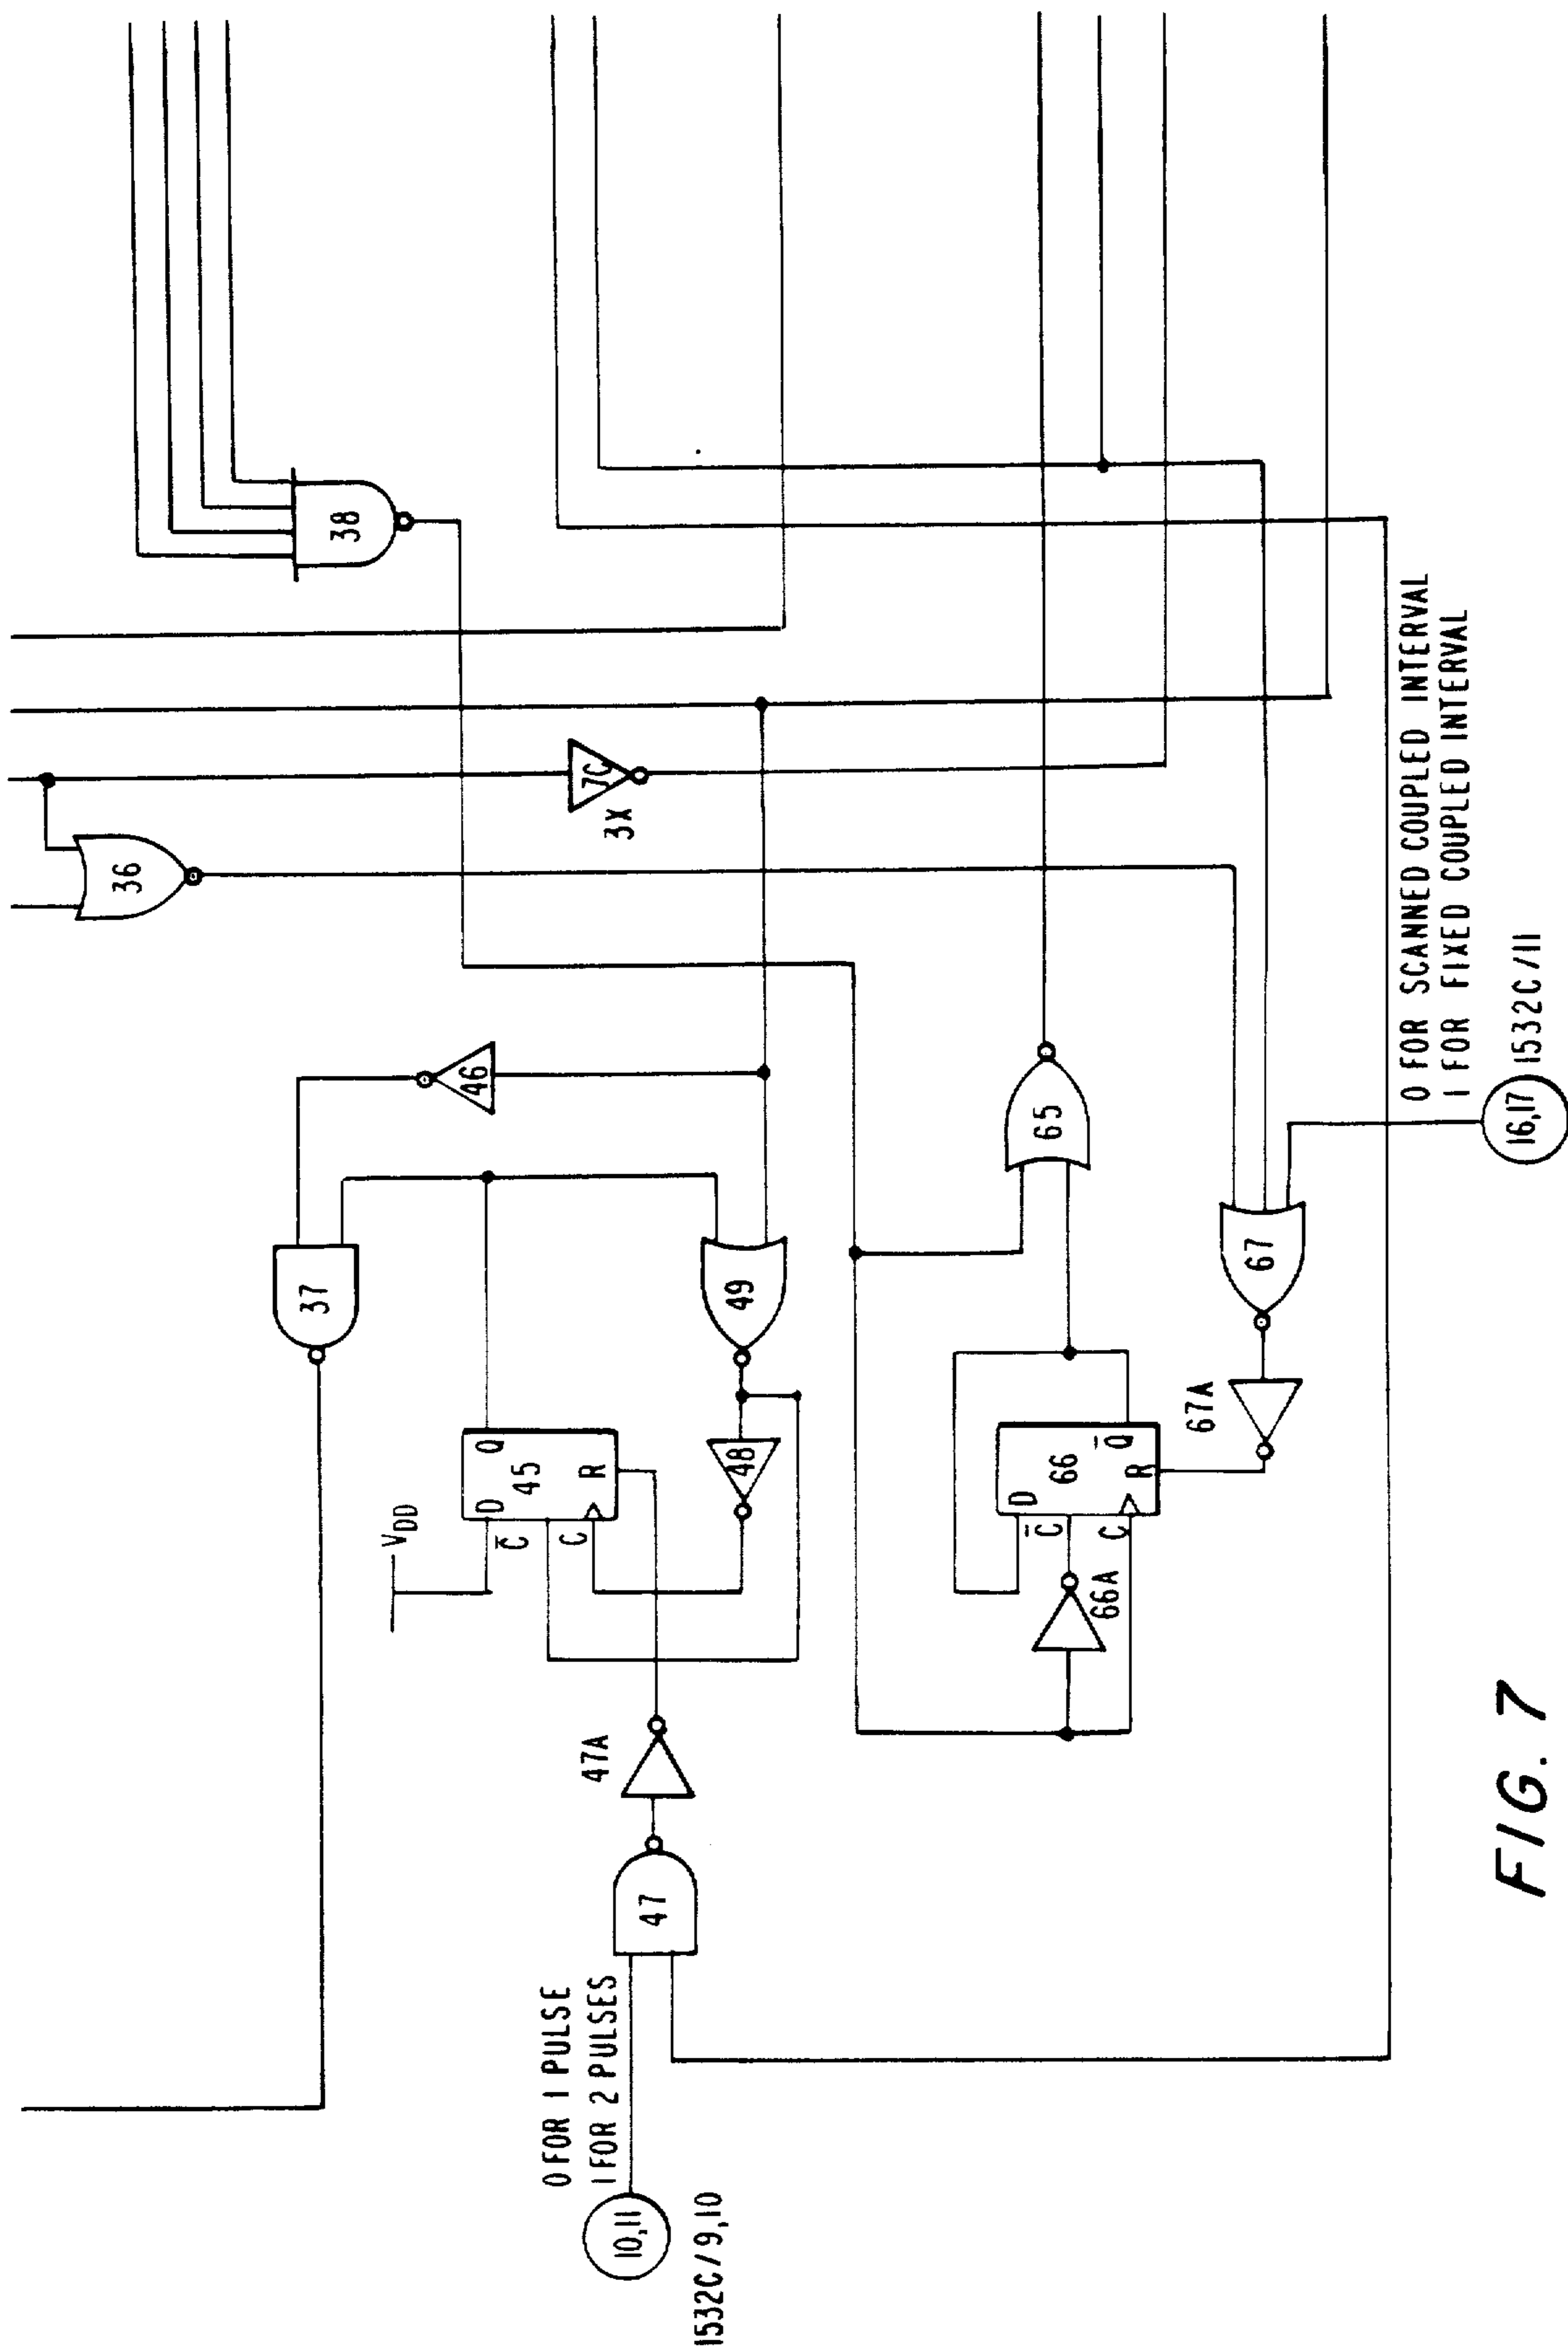 38
36
7C
3X
46
37
V_DD
D
Q
45
C̅
C
R
49
48
47A
47
0 FOR 1 PULSE
1 FOR 2 PULSES
10,11
1532C/9,10
65
D
66
C̅
Q̅
C
R
66A
67A
67
0 FOR SCANNED COUPLED INTERVAL
1 FOR FIXED COUPLED INTERVAL
16,17
1532C/11
FIG. 7